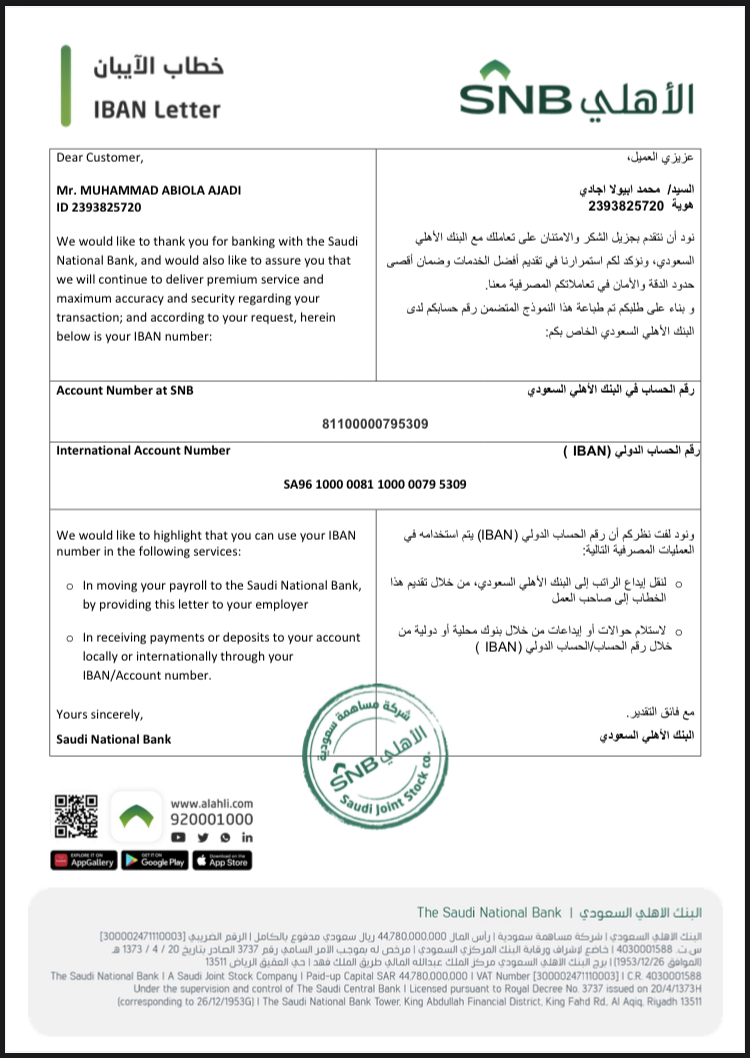 خطاب الآيبان
IBAN Letter
SNB الأهلي
Dear Customer,
Mr. MUHAMMAD ABIOLA AJADI
ID 2393825720
We would like to thank you for banking with the Saudi
National Bank, and would also like to assure you that
we will continue to deliver premium service and
maximum accuracy and security regarding your
transaction; and according to your request, herein
below is your IBAN number:
عزيزي العميل،
السيد/ محمد ابيولا اجادي
هوية 2393825720
نود أن نتقدم بجزيل الشكر والامتنان على تعاملك مع البنك الأهلي
السعودي، ونؤكد لكم استمرارنا في تقديم أفضل الخدمات وضمان أقصى
حدود الدقة والأمان في تعاملاتكم المصرفية معنا.
و بناء على طلبكم تم طباعة هذا النموذج المتضمن رقم حسابكم لدى
البنك الأهلي السعودي الخاص بكم:
Account Number at SNB
رقم الحساب في البنك الأهلي السعودي
81100000795309
International Account Number
رقم الحساب الدولي (IBAN )
SA96 1000 0081 1000 0079 5309
We would like to highlight that you can use your IBAN
number in the following services:
o In moving your payroll to the Saudi National Bank,
by providing this letter to your employer
o In receiving payments or deposits to your account
locally or internationally through your
IBAN/Account number.
Yours sincerely,
Saudi National Bank
ونود لفت نظركم أن رقم الحساب الدولي (IBAN) يتم استخدامه في
العمليات المصرفية التالية:
o لنقل إيداع الراتب إلى البنك الأهلي السعودي، من خلال تقديم هذا
الخطاب إلى صاحب العمل
o لاستلام حوالات أو إيداعات من خلال بنوك محلية أو دولية من
خلال رقم الحساب/الحساب الدولي (IBAN )
مع فائق التقدير.
البنك الأهلي السعودي
شركة مساهمة سعودية
SNB الأهلي
Saudi Joint Stock co.
www.alahli.com
920001000
EXPLORE IT ON
AppGallery
GET IT ON
Google Play
Download on the
App Store
البنك الأهلي السعودي | The Saudi National Bank
البنك الأهلي السعودي | شركة مساهمة سعودية | رأس المال 44,780,000,000 ريال سعودي مدفوع بالكامل | الرقم الضريبي [300002471110003]
س.ت. 4030001588 | خاضع لإشراف ورقابة البنك المركزي السعودي | مرخص له بموجب الأمر السامي رقم 3737 الصادر بتاريخ 20 / 4 / 1373 هـ
(الموافق 1953/12/26) | برج البنك الأهلي السعودي مركز الملك عبدالله المالي طريق الملك فهد | حي العقيق الرياض 13511
The Saudi National Bank | A Saudi Joint Stock Company | Paid-up Capital SAR 44,780,000,000 | VAT Number [300002471110003] | C.R. 4030001588
Under the supervision and control of The Saudi Central Bank | Licensed pursuant to Royal Decree No. 3737 issued on 20/4/1373H
(corresponding to 26/12/1953G) | The Saudi National Bank Tower, King Abdullah Financial District, King Fahd Rd., Al Aqiq, Riyadh 13511